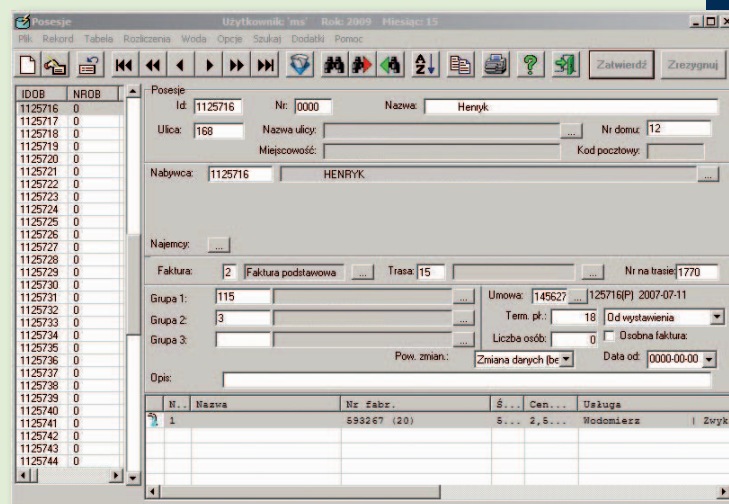 Posesje Użytkownik: 'ms' Rok: 2009 Miesiąc: 15
Plik Rekord Tabela Rozliczenia Woda Opcje Szukaj Dodatki Pomoc
Zatwierdź Zrezygnuj
IDOB NROB
1125716 0
1125717 0
1125718 0
1125719 0
1125720 0
1125721 0
1125722 0
1125723 0
1125724 0
1125725 0
1125726 0
1125727 0
1125728 0
1125729 0
1125730 0
1125731 0
1125732 0
1125733 0
1125734 0
1125735 0
1125736 0
1125737 0
1125738 0
1125739 0
1125740 0
1125741 0
1125742 0
1125743 0
1125744 0
Posesje
Id: 1125716 Nr: 0000 Nazwa: Henryk
Ulica: 168 Nazwa ulicy: ... Nr domu: 12
Miejscowość: Kod pocztowy:
Nabywca: 1125716 HENRYK ...
Najemcy: ...
Faktura: 2 Faktura podstawowa ... Trasa: 15 ... Nr na trasie: 1770
Grupa 1: 115 ... Umowa: 145627 ... 125716(P) 2007-07-11
Grupa 2: 3 ... Term. pł.: 18 Od wystawienia
Grupa 3: ... Liczba osób: 0 Osobna faktura:
Pow. zmian.: Zmiana danych (be Data od: 0000-00-00
Opis:
N.. Nazwa Nr fabr. Ś... Cen... Usługa
1 593267 (20) 5... 2,5... Wodomierz | Zwyk